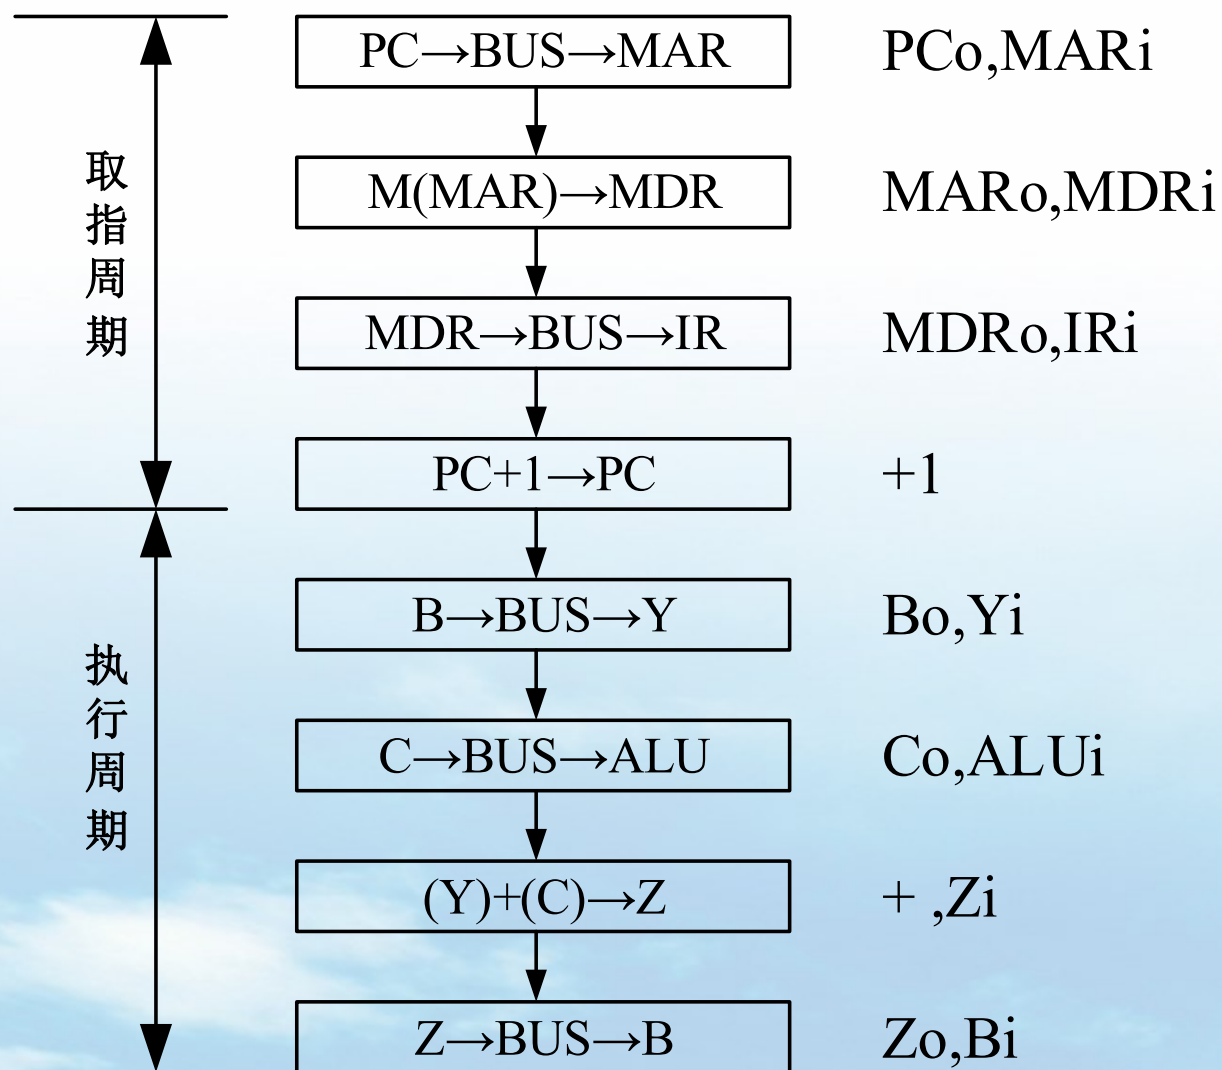 PC→BUS→MAR PCo,MARi
M(MAR)→MDR MARo,MDRi
取指周期
MDR→BUS→IR MDRo,IRi
PC+1→PC +1
B→BUS→Y Bo,Yi
执行周期
C→BUS→ALU Co,ALUi
(Y)+(C)→Z + ,Zi
Z→BUS→B Zo,Bi